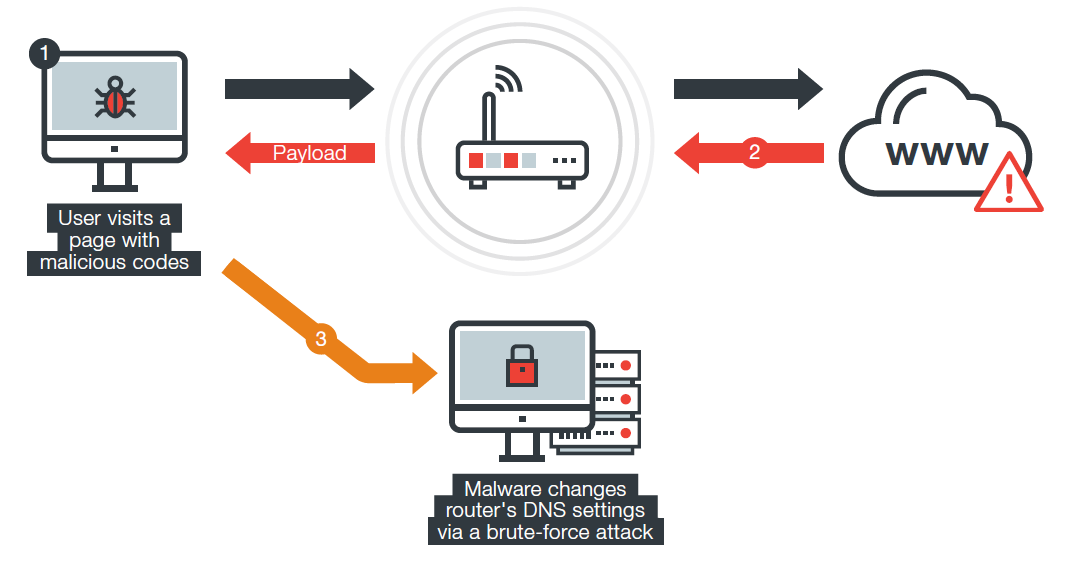 1
User visits a
page with
malicious codes
Payload
2
www
!
3
Malware changes
router's DNS settings
via a brute-force attack